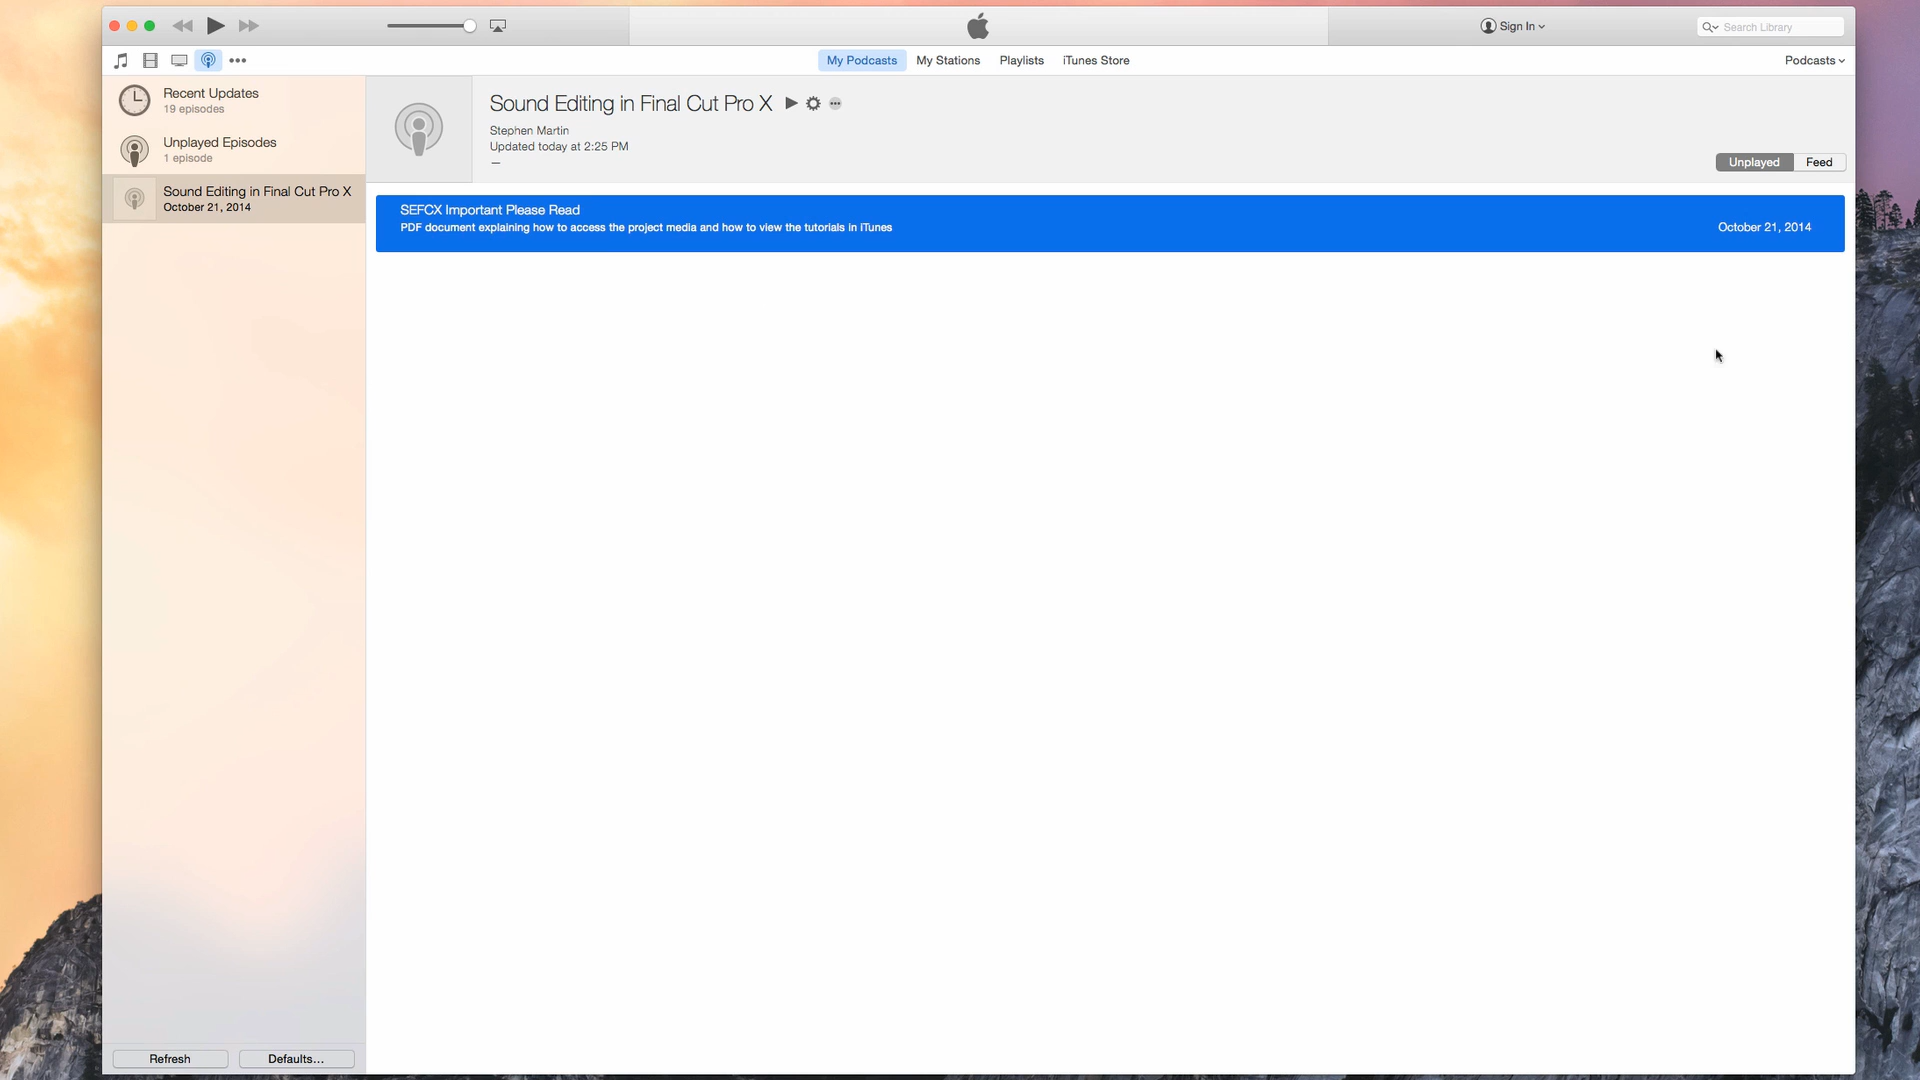 Sign In
Search Library
My Podcasts
My Stations
Playlists
iTunes Store
Podcasts
Recent Updates
19 episodes
Unplayed Episodes
1 episode
Sound Editing in Final Cut Pro X
October 21, 2014
Sound Editing in Final Cut Pro X
Stephen Martin
Updated today at 2:25 PM
—
Unplayed
Feed
SEFCX Important Please Read
PDF document explaining how to access the project media and how to view the tutorials in iTunes
October 21, 2014
Refresh
Defaults...